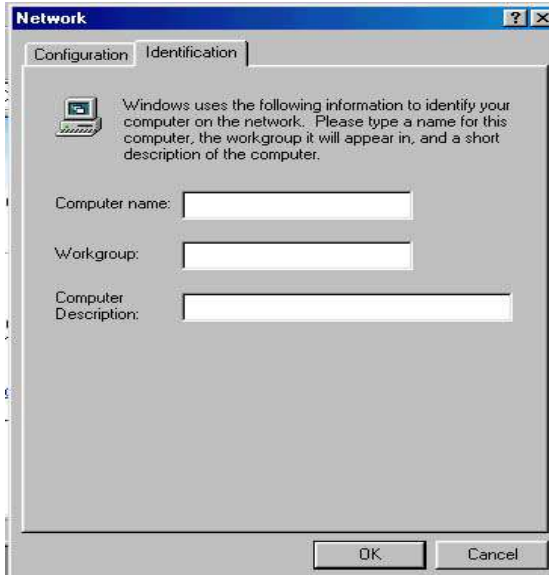 Network
Configuration Identification
Windows uses the following information to identify your
computer on the network. Please type a name for this
computer, the workgroup it will appear in, and a short
description of the computer.
Computer name:
Workgroup:
Computer
Description:
OK Cancel